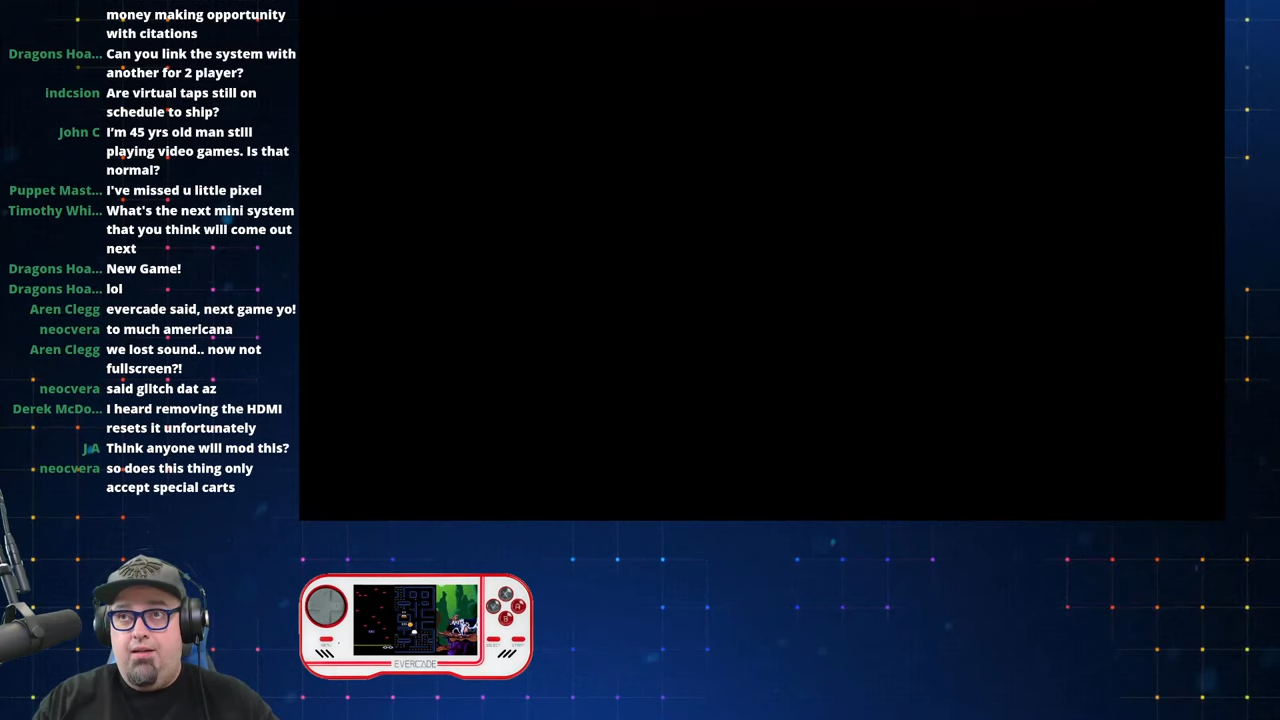 money making opportunity
with citations
Dragons Hoa... Can you link the system with
another for 2 player?
indcsion Are virtual taps still on
schedule to ship?
John C I'm 45 yrs old man still
playing video games. Is that
normal?
Puppet Mast... I've missed u little pixel
Timothy Whi... What's the next mini system
that you think will come out
next
Dragons Hoa... New Game!
Dragons Hoa... lol
Aren Clegg evercade said, next game yo!
neocvera to much americana
Aren Clegg we lost sound.. now not
fullscreen?!
neocvera said glitch dat az
Derek McDo... I heard removing the HDMI
resets it unfortunately
J A Think anyone will mod this?
neocvera so does this thing only
accept special carts
EVERCADE